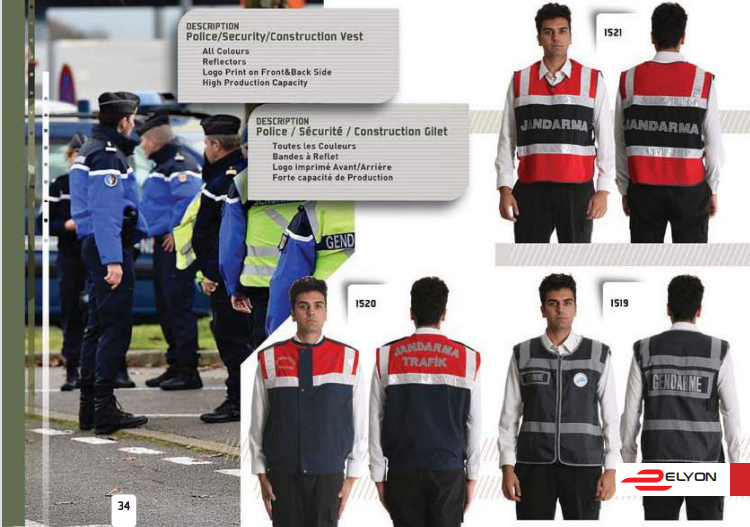 DESCRIPTION
Police/Security/Construction Vest
All Colours
Reflectors
Logo Print on Front&Back Side
High Production Capacity
DESCRIPTION
Police / Sécurité / Construction Gilet
Toutes les Couleurs
Bandes à Reflet
Logo imprimé Avant/Arrière
Forte capacité de Production
1521
JANDARMA
JANDARMA
GEND
1520
JANDARMA
TRAFİK
1519
GENDARME
ELYON
34